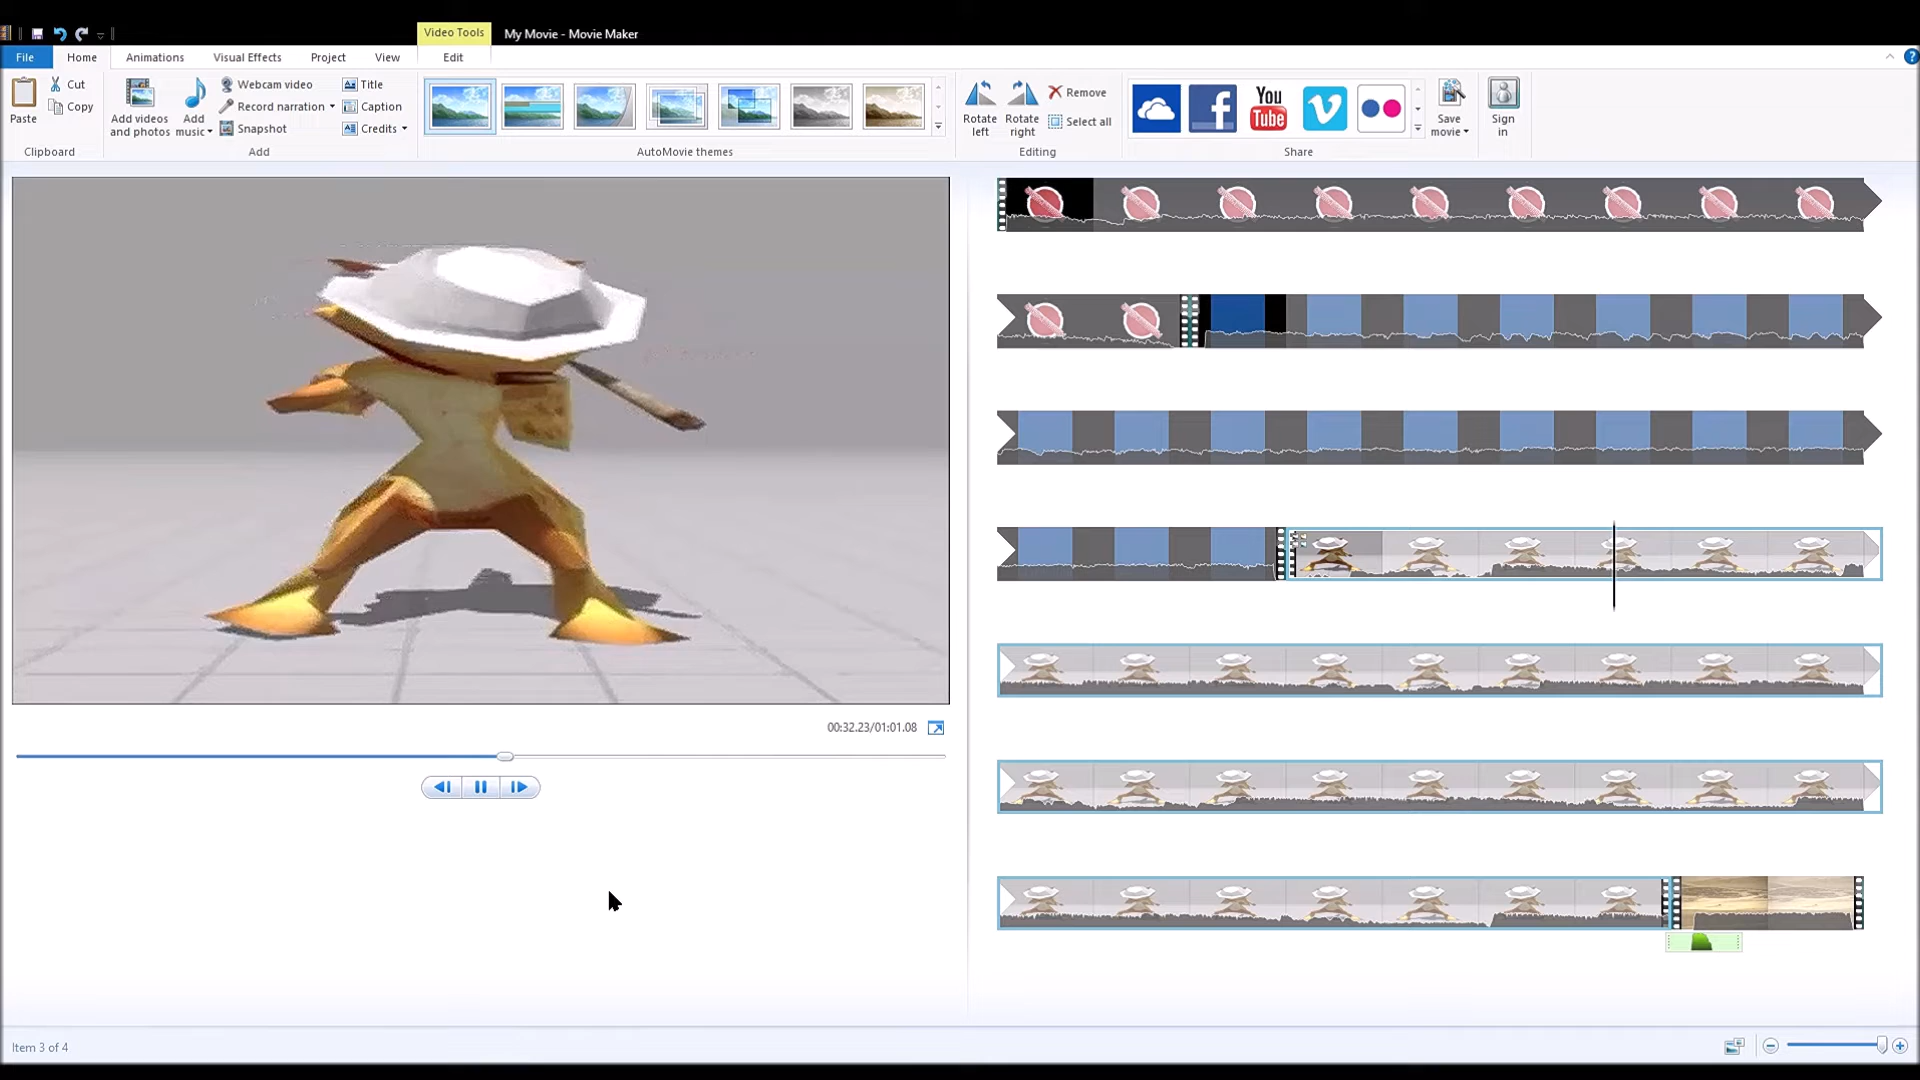 Video Tools
My Movie - Movie Maker
File
Home
Animations
Visual Effects
Project
View
Edit
Paste
Cut
Copy
Clipboard
Add videos
and photos
Add
music
Webcam video
Record narration
Snapshot
Title
Caption
Credits
Add
AutoMovie themes
Rotate
left
Rotate
right
Remove
Select all
Editing
f
You
Tube
V
Share
Save
movie
Sign
in
00:32.23/01:01.08
Item 3 of 4